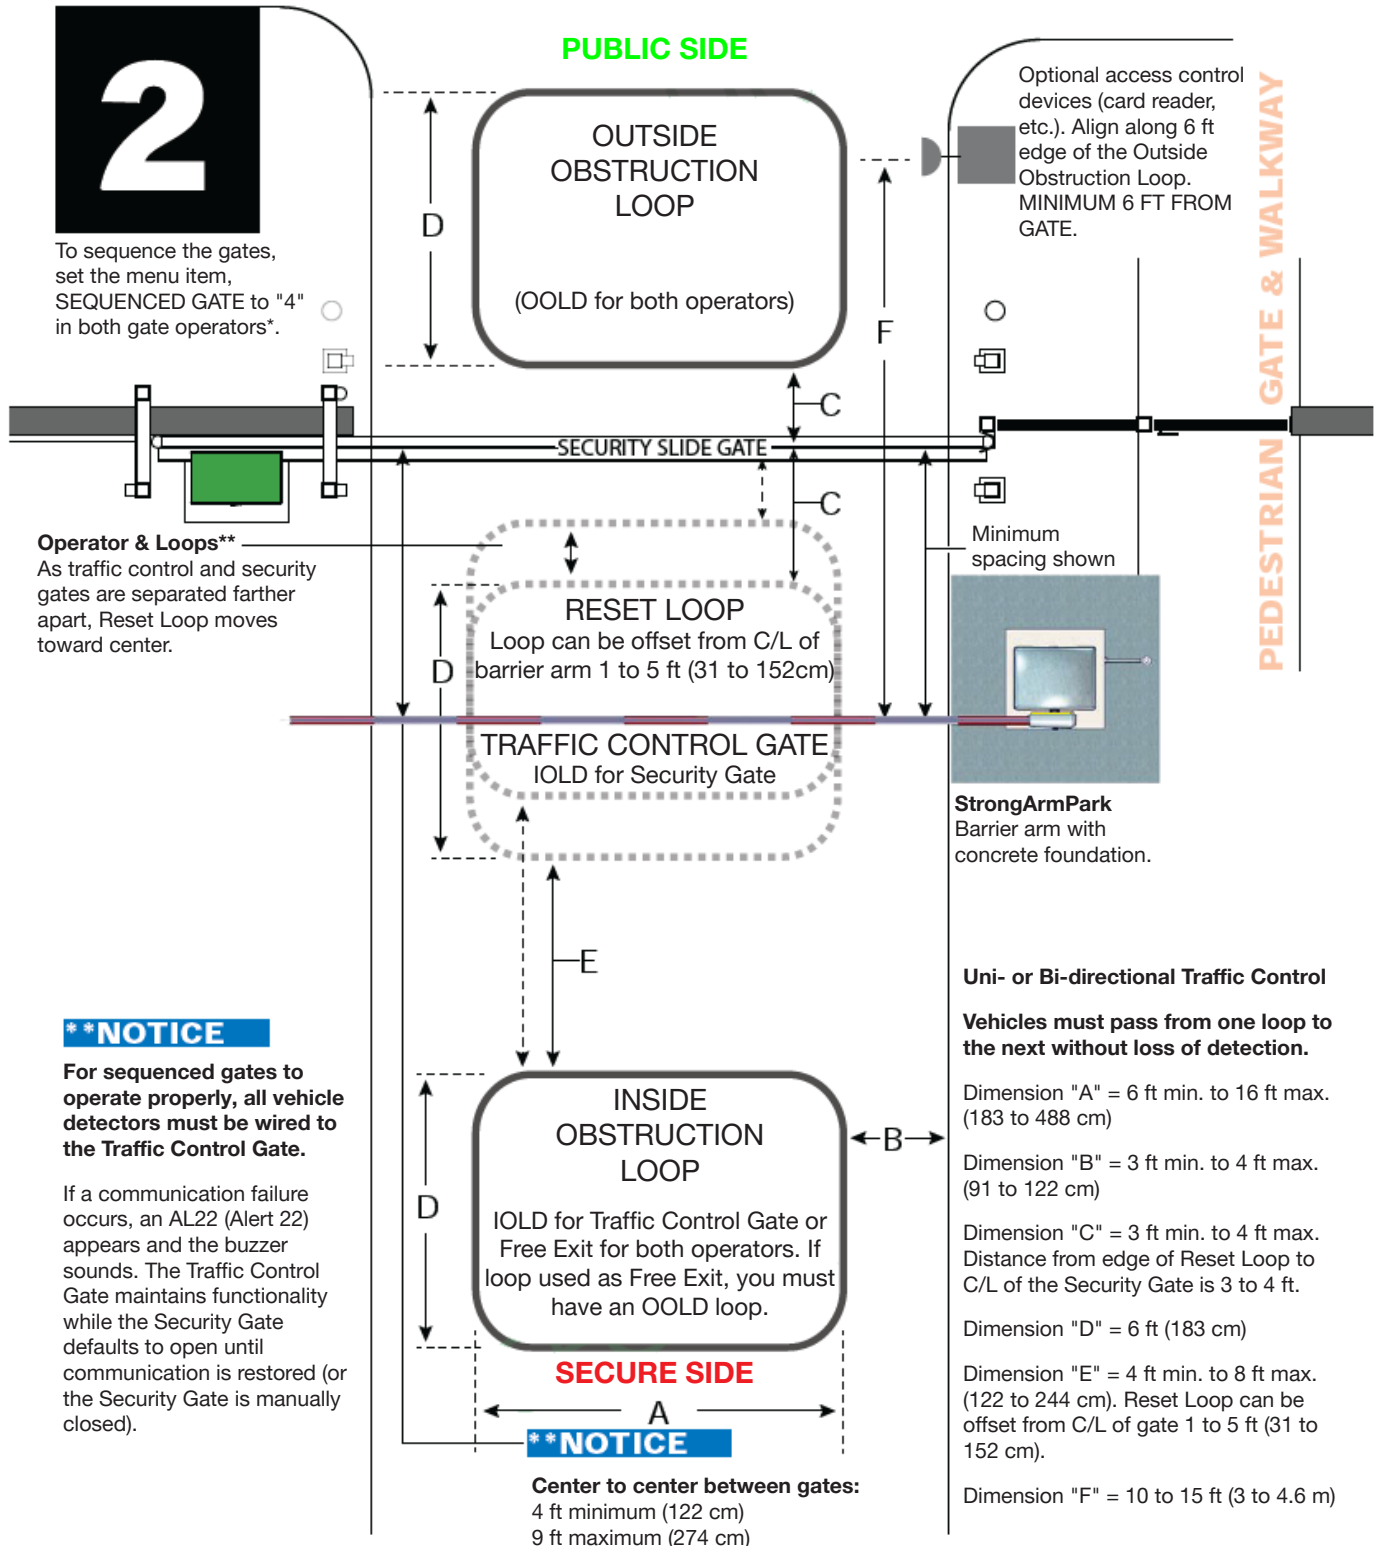 2
To sequence the gates,
set the menu item,
SEQUENCED GATE to "4"
in both gate operators*.
PUBLIC SIDE
OUTSIDE
OBSTRUCTION
LOOP
(OOLD for both operators)
D
Optional access control
devices (card reader,
etc.). Align along 6 ft
edge of the Outside
Obstruction Loop.
MINIMUM 6 FT FROM
GATE.
PEDESTRIAN GATE & WALKWAY
F
C
SECURITY SLIDE GATE
C
Operator & Loops**
As traffic control and security
gates are separated farther
apart, Reset Loop moves
toward center.
Minimum
spacing shown
RESET LOOP
Loop can be offset from C/L of
barrier arm 1 to 5 ft (31 to 152cm)
D
TRAFFIC CONTROL GATE
IOLD for Security Gate
StrongArmPark
Barrier arm with
concrete foundation.
E
**NOTICE
For sequenced gates to
operate properly, all vehicle
detectors must be wired to
the Traffic Control Gate.
If a communication failure
occurs, an AL22 (Alert 22)
appears and the buzzer
sounds. The Traffic Control
Gate maintains functionality
while the Security Gate
defaults to open until
communication is restored (or
the Security Gate is manually
closed).
INSIDE
OBSTRUCTION
LOOP
IOLD for Traffic Control Gate or
Free Exit for both operators. If
loop used as Free Exit, you must
have an OOLD loop.
D
B
SECURE SIDE
A
**NOTICE
Center to center between gates:
4 ft minimum (122 cm)
9 ft maximum (274 cm)
Uni- or Bi-directional Traffic Control
Vehicles must pass from one loop to
the next without loss of detection.
Dimension "A" = 6 ft min. to 16 ft max.
(183 to 488 cm)
Dimension "B" = 3 ft min. to 4 ft max.
(91 to 122 cm)
Dimension "C" = 3 ft min. to 4 ft max.
Distance from edge of Reset Loop to
C/L of the Security Gate is 3 to 4 ft.
Dimension "D" = 6 ft (183 cm)
Dimension "E" = 4 ft min. to 8 ft max.
(122 to 244 cm). Reset Loop can be
offset from C/L of gate 1 to 5 ft (31 to
152 cm).
Dimension "F" = 10 to 15 ft (3 to 4.6 m)